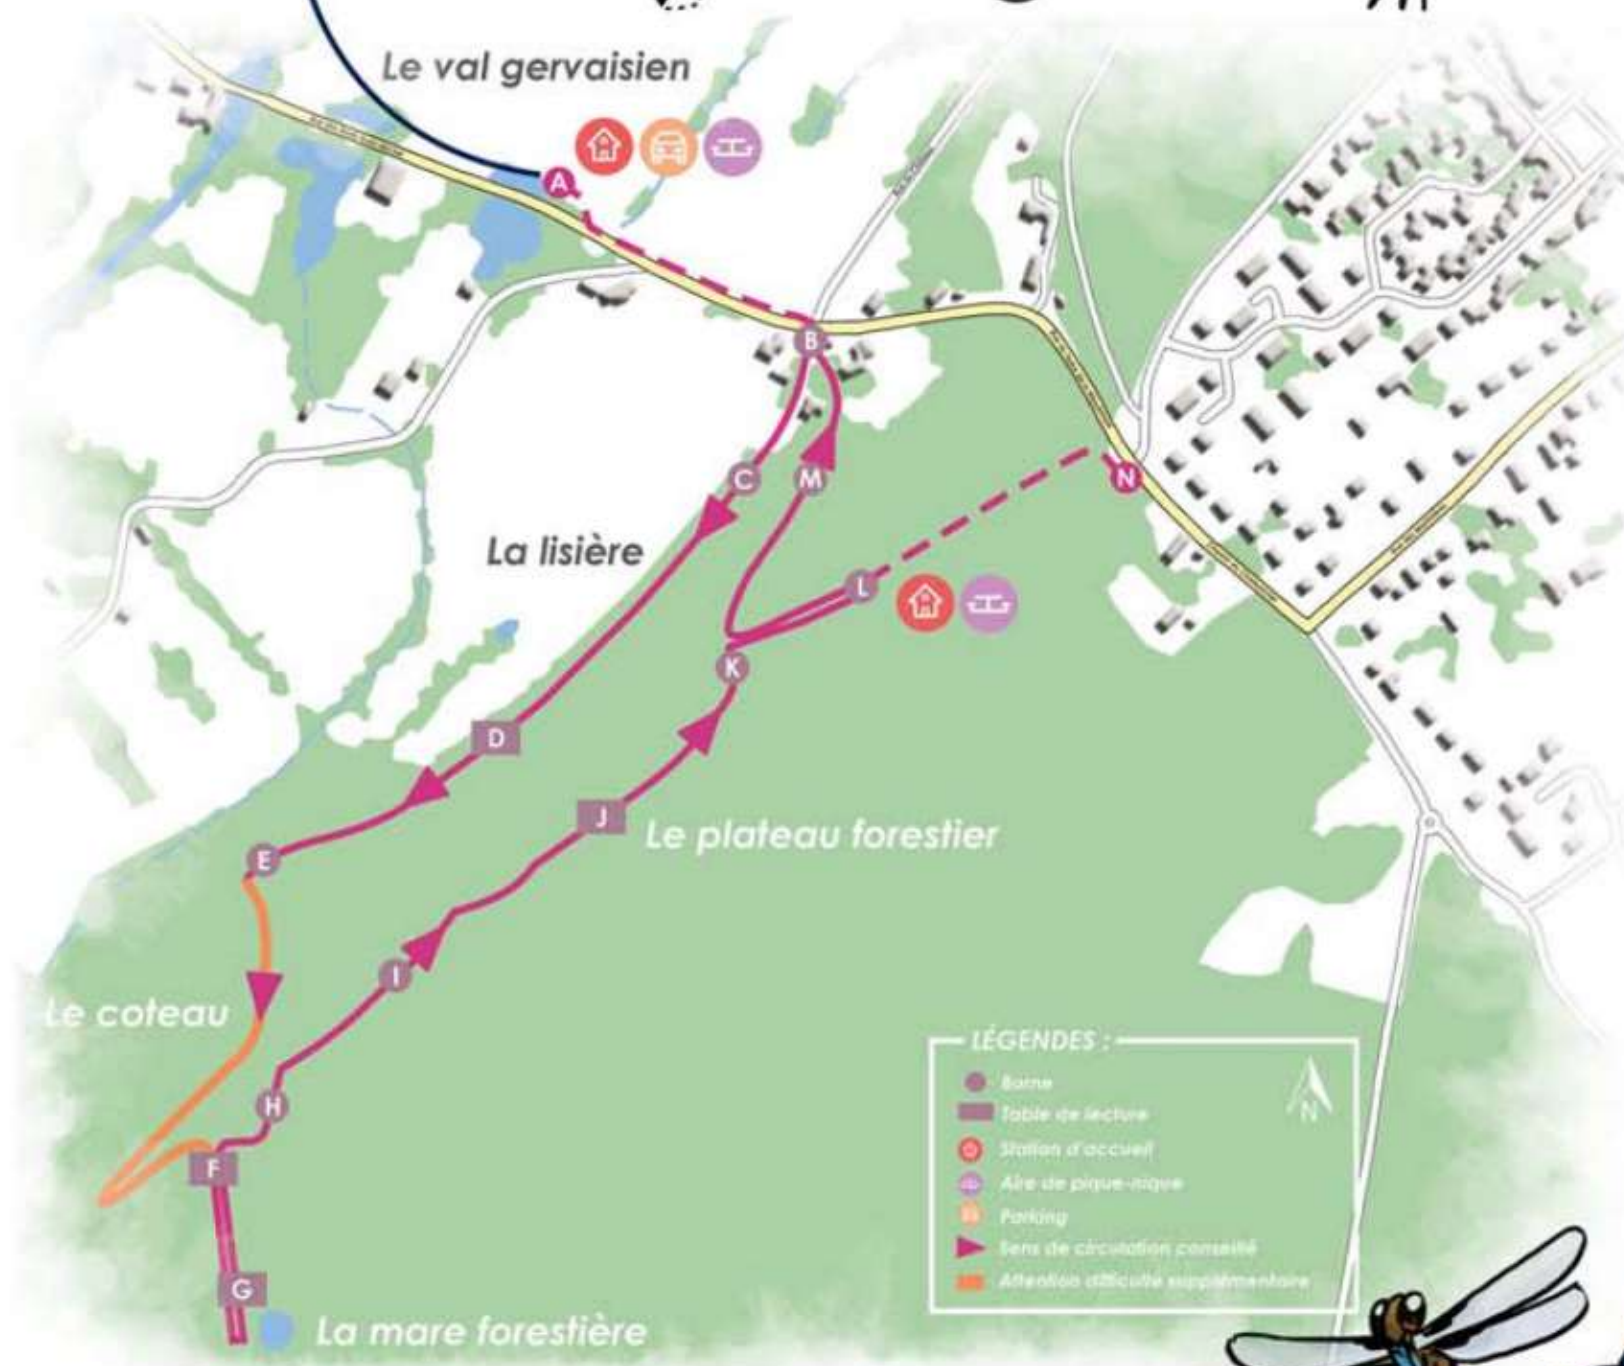 Le val gervaisien
A
B
C
M
N
La lisière
L
K
D
J
Le plateau forestier
E
I
Le coteau
H
F
G
La mare forestière
LÉGENDES :
Borne
Table de lecture
Station d'accueil
Aire de pique-nique
Parking
Sens de circulation conseillé
Attention difficulté supplémentaire
N